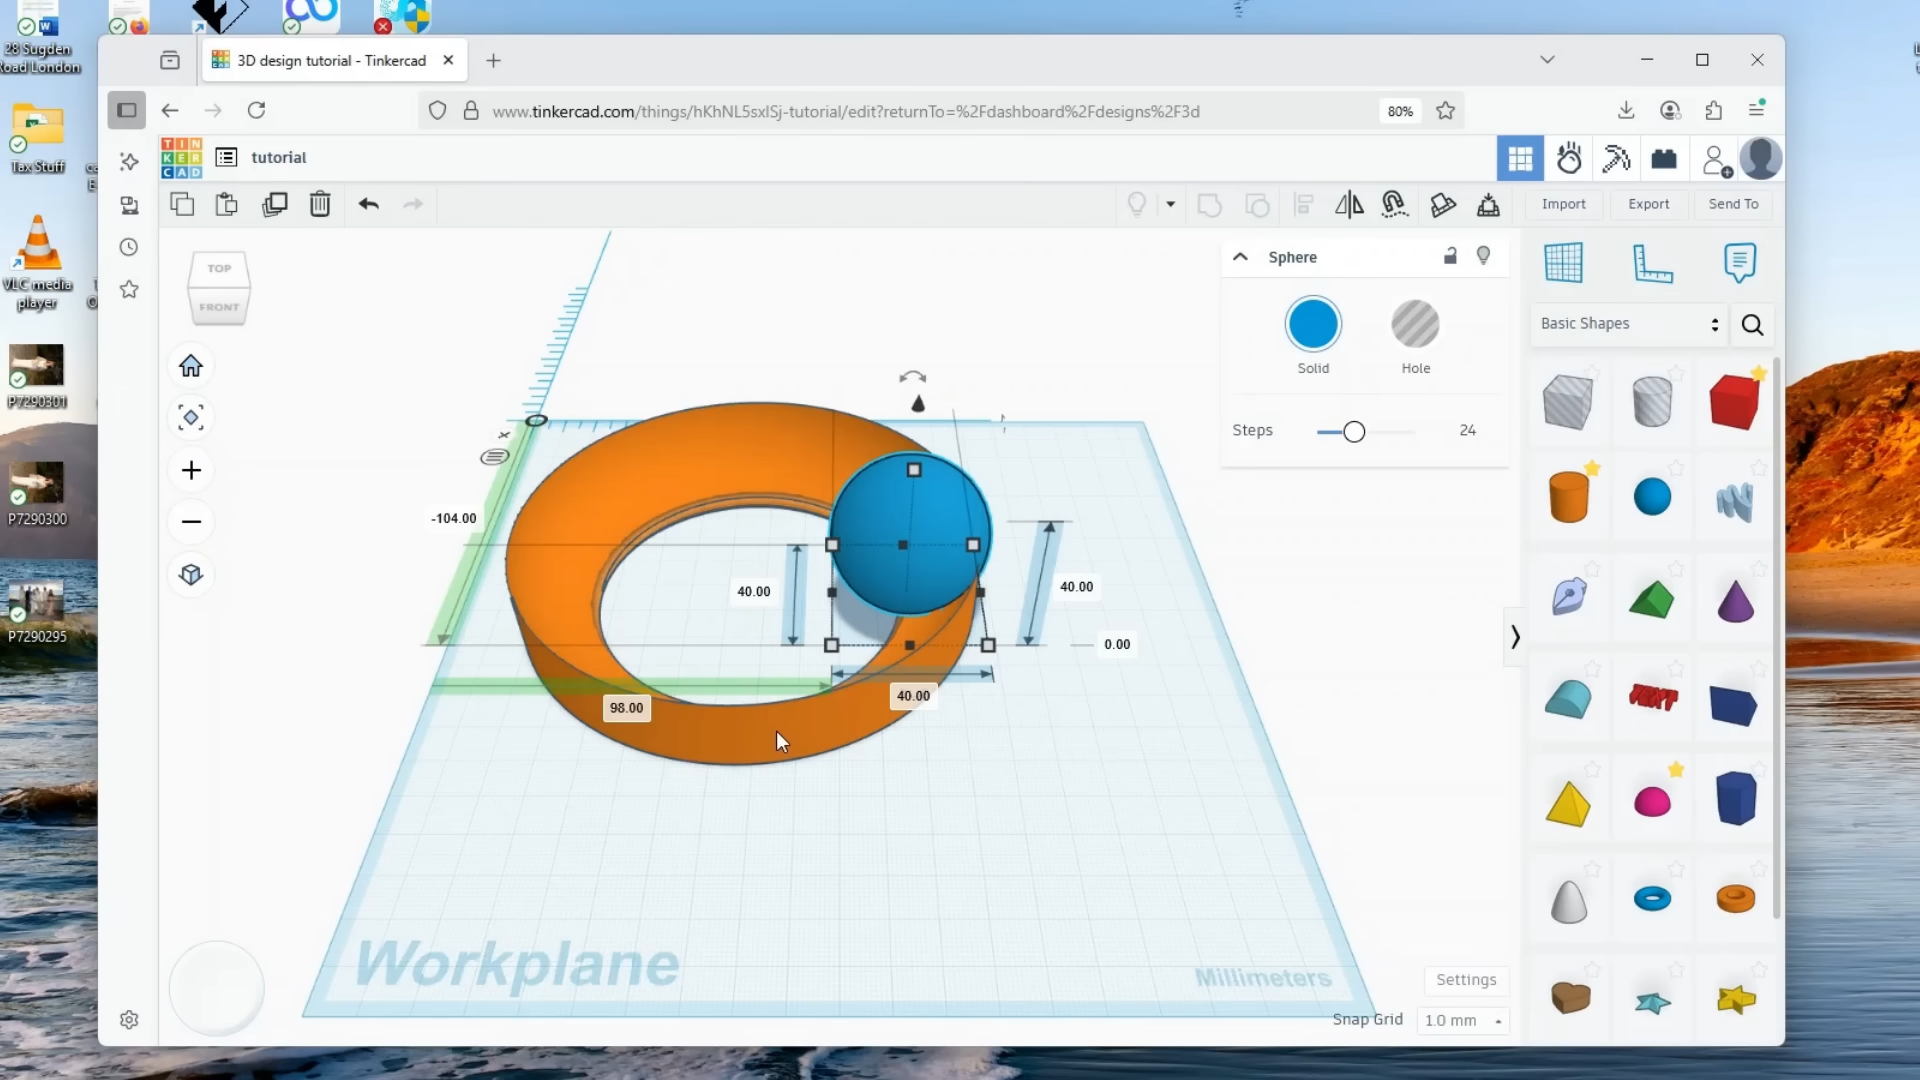 28 Sugden
Road London
Tax Stuff
VLC media
player
P7290301
P7290300
P7290295
3D design tutorial - Tinkercad
www.tinkercad.com/things/hKhNL5sxlSj-tutorial/edit?returnTo=%2Fdashboard%2Fdesigns%2F3d
80%
TIN
KER
CAD
tutorial
Import
Export
Send To
TOP
FRONT
Sphere
Solid
Hole
Steps
24
Basic Shapes
TEXT
-104.00
40.00
40.00
0.00
98.00
40.00
Workplane
Millimeters
Settings
Snap Grid
1.0 mm